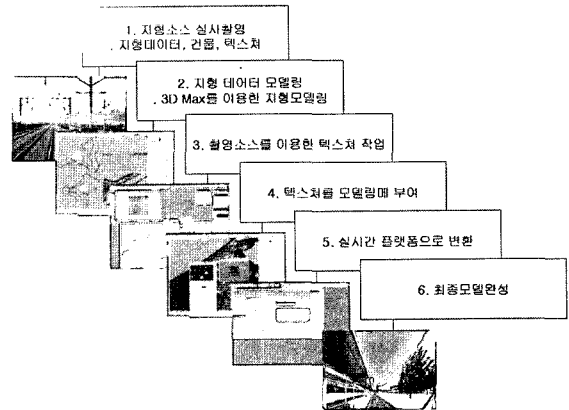 1. 지형소스 실사촬영
. 지형데이터, 건물, 텍스쳐
2. 지형 데이터 모델링
. 3D Max를 이용한 지형모델링
3. 촬영소스를 이용한 텍스쳐 작업
4. 텍스쳐를 모델링에 부여
5. 실시간 플랫폼으로 변환
6. 최종모델완성